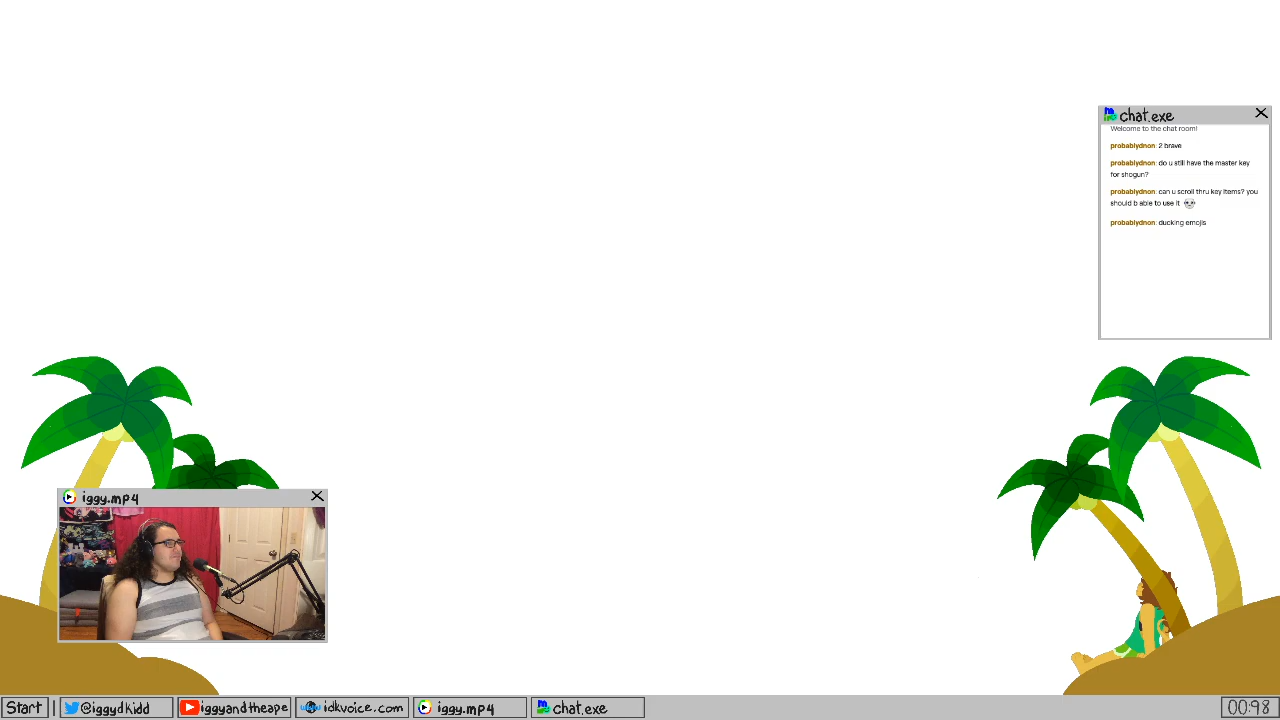 chat.exe
Welcome to the chat room!
probablydnon: 2 brave
probablydnon: do u still have the master key
for shogun?
probablydnon: can u scroll thru key items? you
should b able to use it
probablydnon: ducking emojis
iggy.mp4
Start | @iggydkidd iggyandtheape idkvoice.com iggy.mp4 chat.exe 00:98